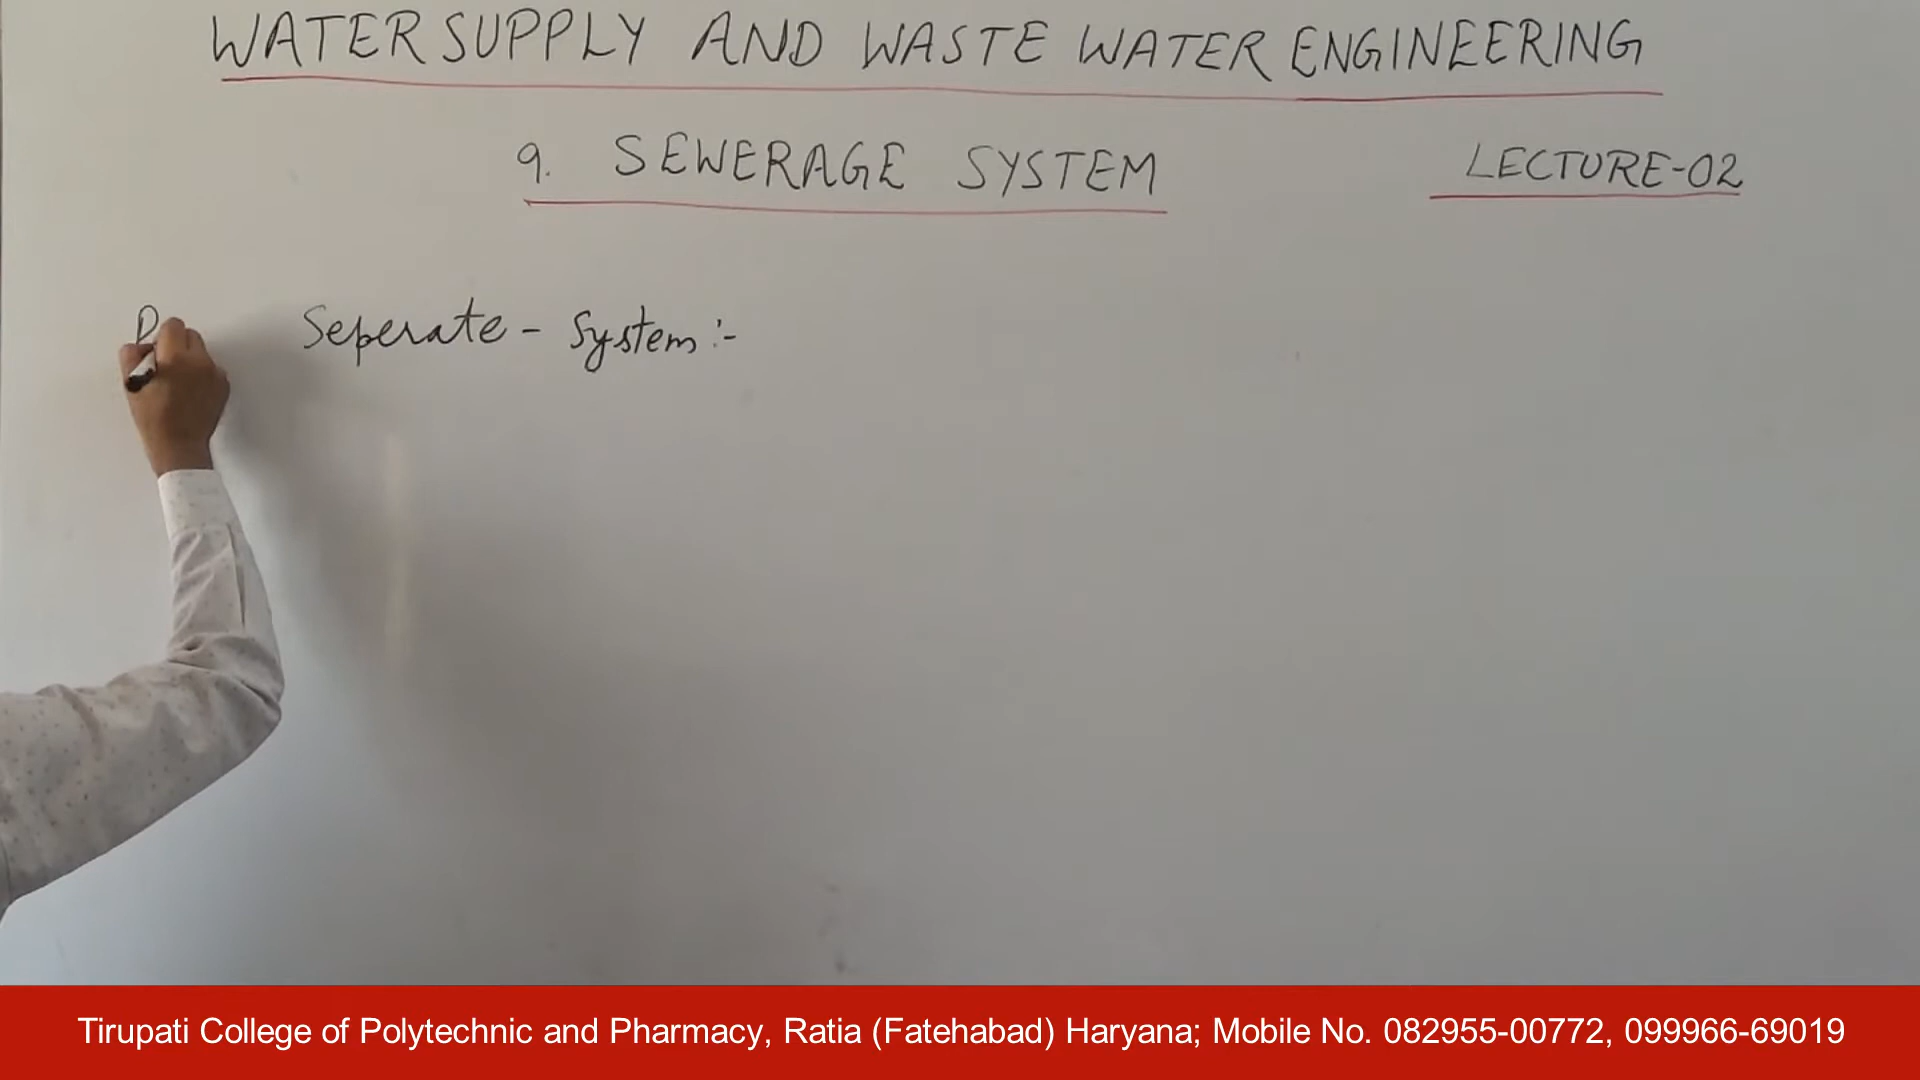 WATER SUPPLY AND WASTE WATER ENGINEERING
9. SEWERAGE SYSTEM
LECTURE-02
Seperate - System :-
Tirupati College of Polytechnic and Pharmacy, Ratia (Fatehabad) Haryana; Mobile No. 082955-00772, 099966-69019